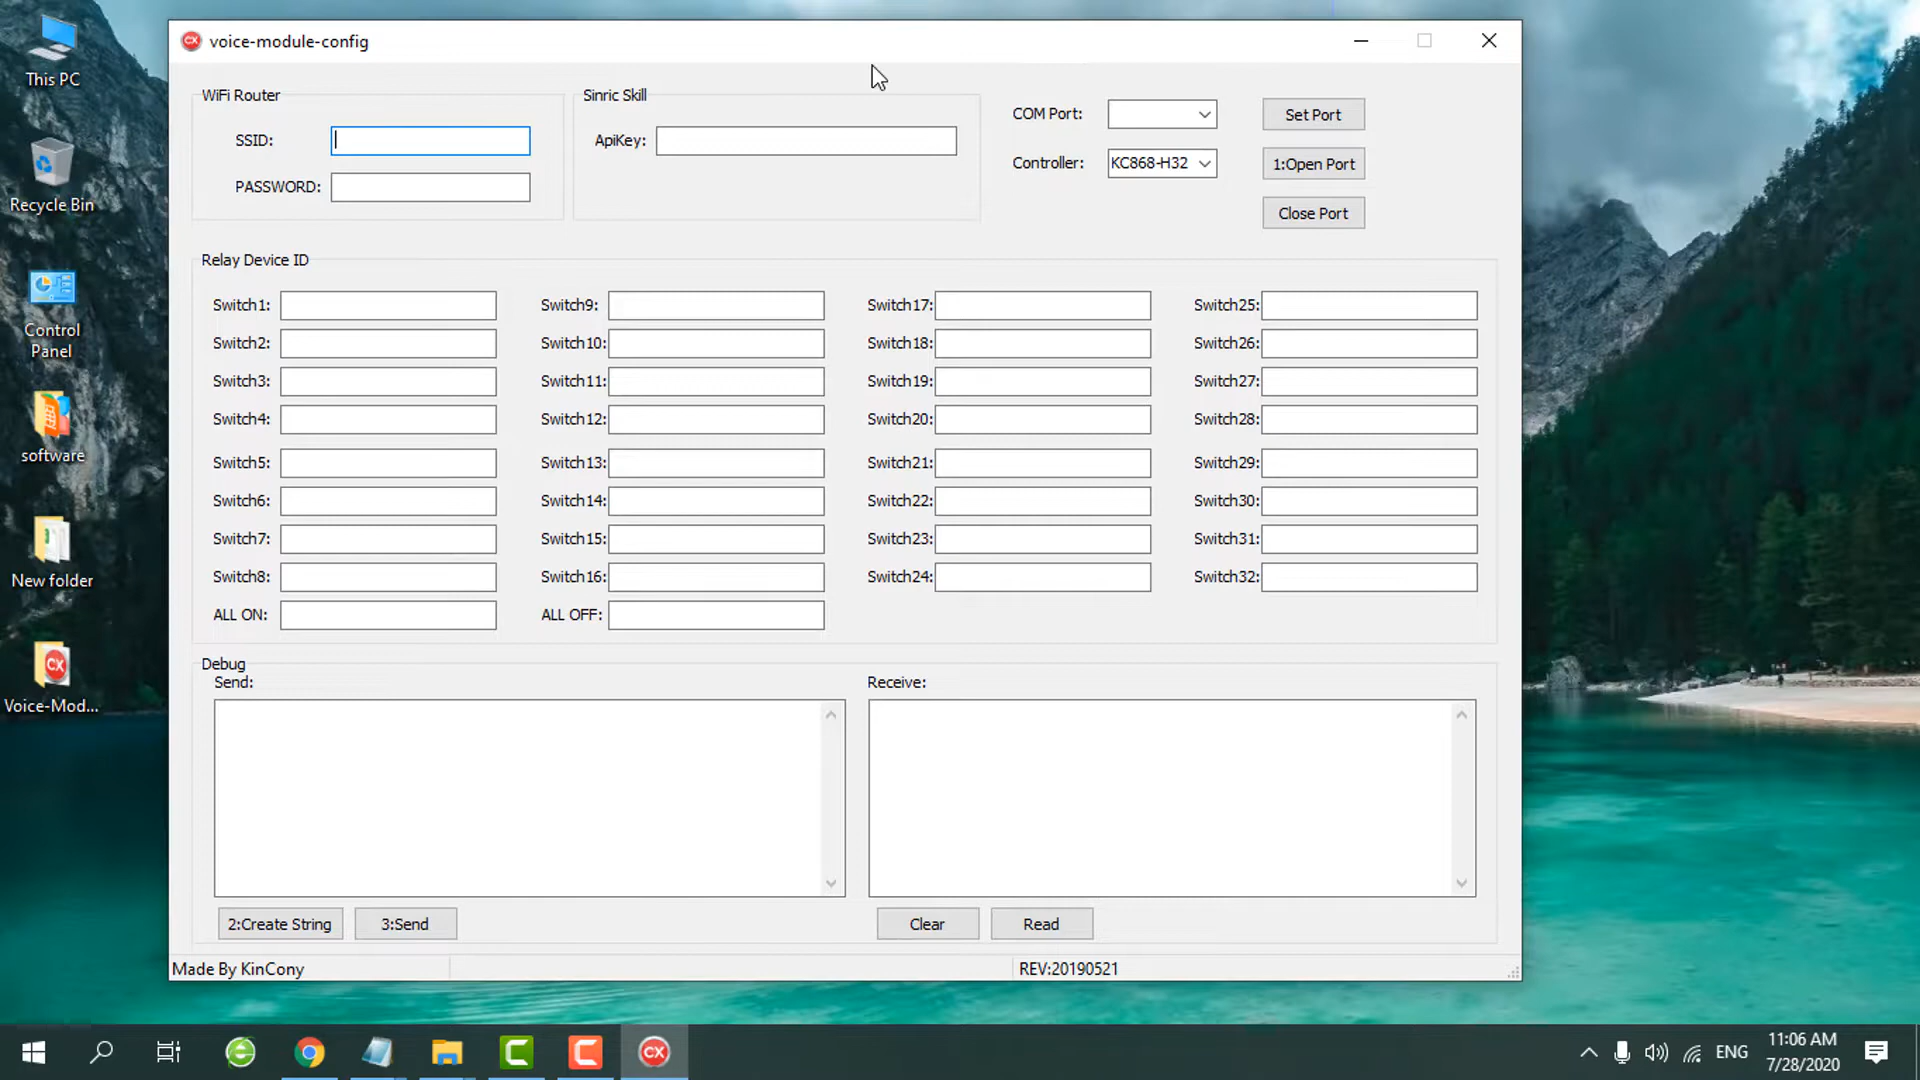 This PC
Recycle Bin
Control
Panel
software
New folder
Voice-Mod...
CX voice-module-config
WiFi Router
SSID:
PASSWORD:
Sinric Skill
ApiKey:
COM Port:
Controller: KC868-H32
Set Port
1:Open Port
Close Port
Relay Device ID
Switch1: Switch9: Switch17: Switch25:
Switch2: Switch10: Switch18: Switch26:
Switch3: Switch11: Switch19: Switch27:
Switch4: Switch12: Switch20: Switch28:
Switch5: Switch13: Switch21: Switch29:
Switch6: Switch14: Switch22: Switch30:
Switch7: Switch15: Switch23: Switch31:
Switch8: Switch16: Switch24: Switch32:
ALL ON: ALL OFF:
Debug
Send: Receive:
2:Create String 3:Send Clear Read
Made By KinCony REV:20190521
CX
ENG
11:06 AM
7/28/2020